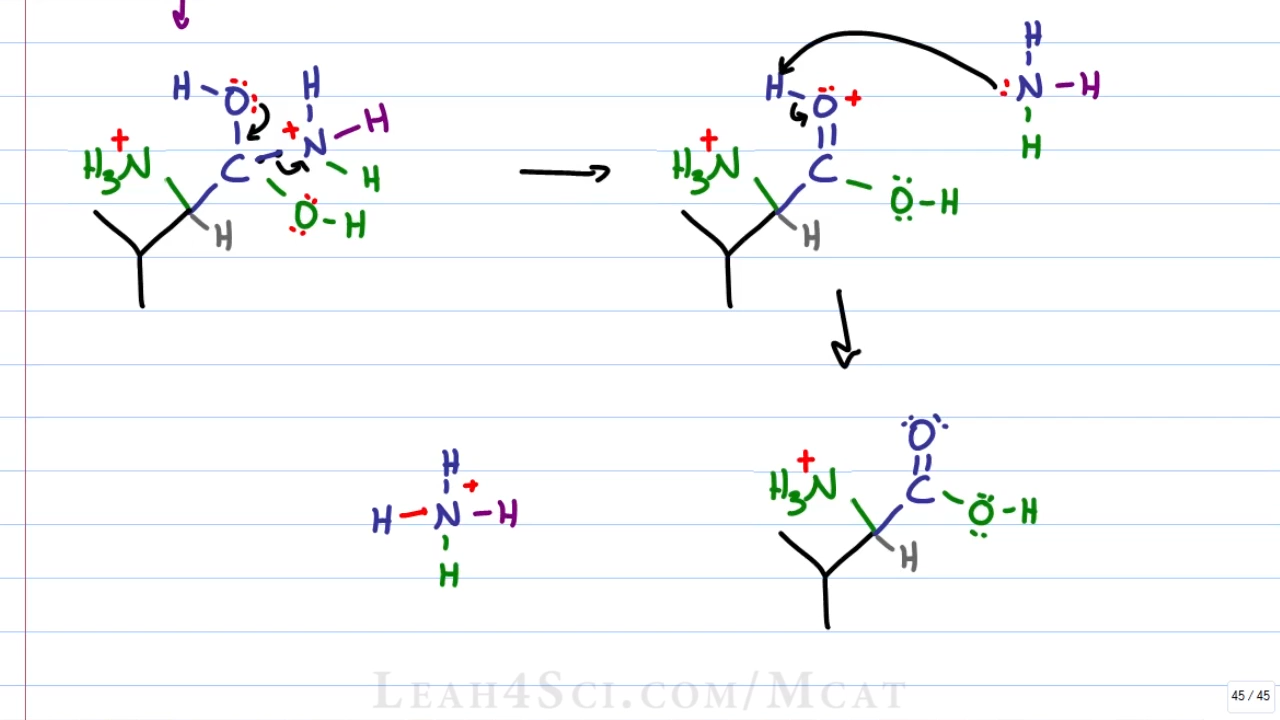 H O H H
H N + N H H
H₃N + C
O H
H
H O + H N H H
H₃N + C
O H
H
O
H₃N + C
O H
H
H
H N + H
H
LEAH4SCI.COM/MCAT
45 / 45